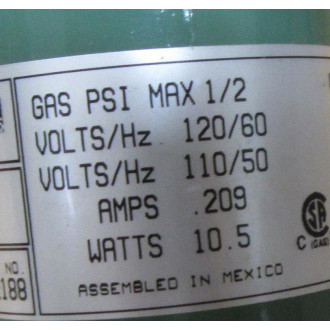 GAS PSI MAX 1/2
VOLTS/Hz 120/60
VOLTS/Hz 110/50
AMPS .209
WATTS 10.5
C (GAS)
NO.
188
ASSEMBLED IN MEXICO